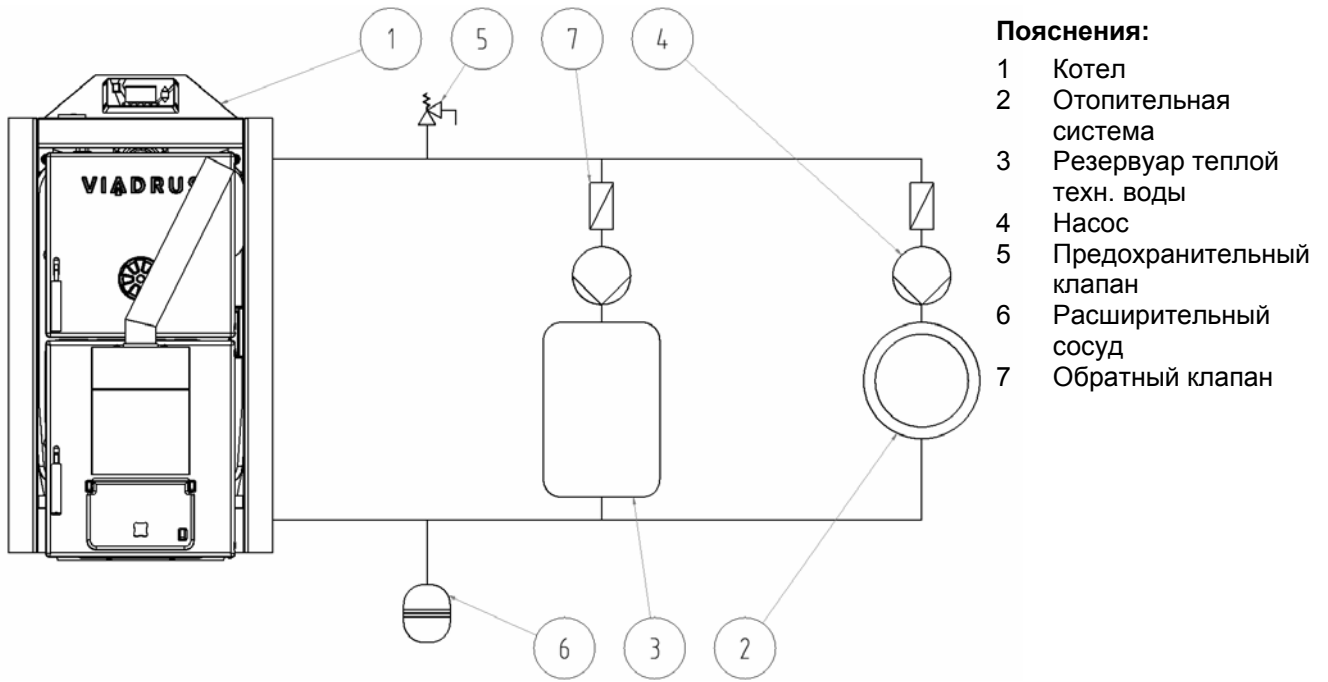 1
5
7
4
VIADRUS
6
3
2
Пояснения:
1 Котел
2 Отопительная
система
3 Резервуар теплой
техн. воды
4 Насос
5 Предохранительный
клапан
6 Расширительный
сосуд
7 Обратный клапан